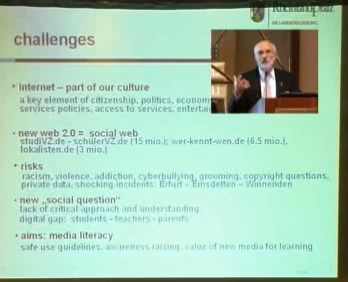 Rheinland-Pfalz
challenges
• Internet – part of our culture
a key element of citizenship, politics, econom
services policies, access to services, entertai
- new web 2.0 = social web
studiVZ.de - schülerVZ.de (15 mio.); wer-kennt-wen.de (6,5 mio.),
lokalisten.de (3 mio.)
• risks
racism, violence, addiction, cyberbullying, grooming, copyright questions,
private data, shocking incidents: Erfurt – Emsdetten – Winnenden
- new „social question“
lack of critical approach and understanding
digital gap: students - teachers - parents
- aims: media literacy
safe use guidelines, awareness raising, value of new media for learning